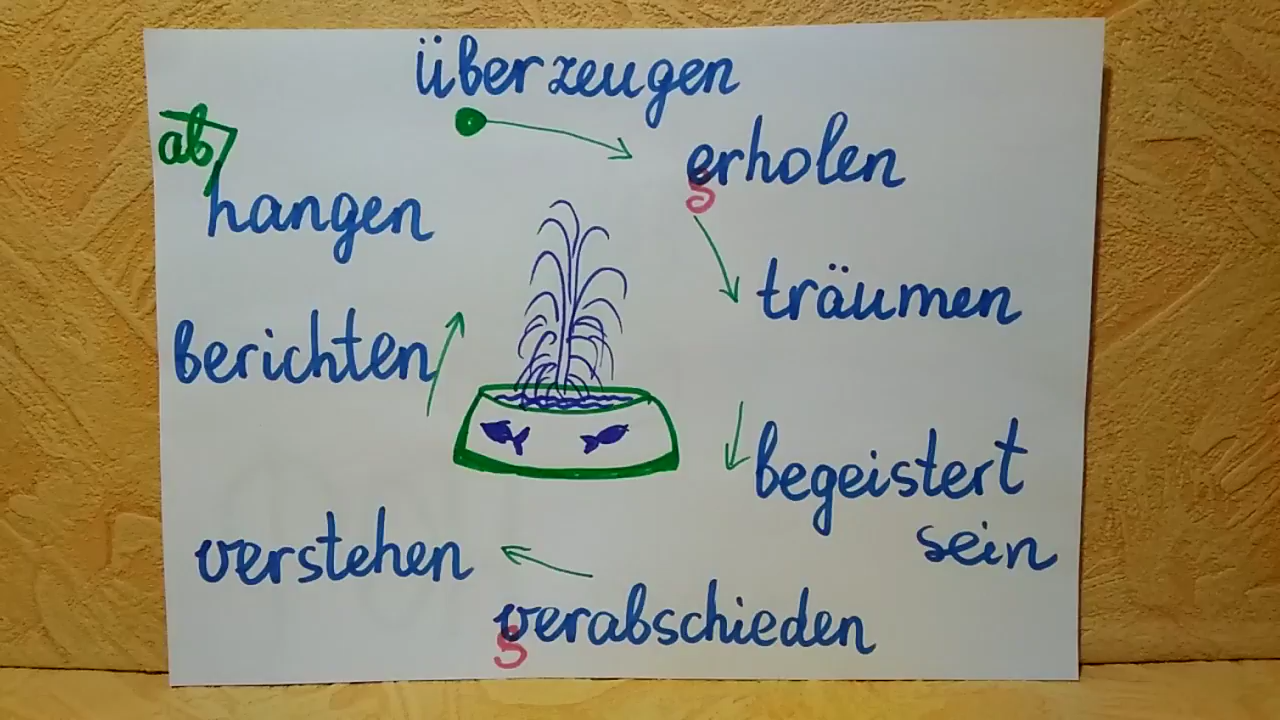 überzeugen
erholen
s
träumen
begeistert
sein
verabschieden
s
verstehen
berichten
ab
hangen